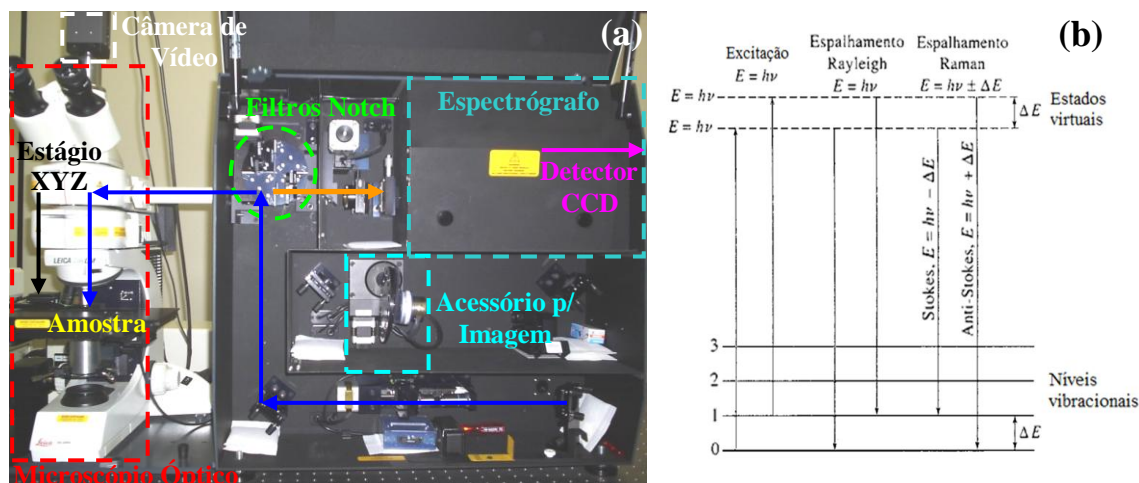 Câmera de
Vídeo
(a)
Filtros Notch
Espectrógrafo
Estágio
XYZ
Detector
CCD
LEICA
Acessório p/
Imagem
Amostra
Leica
Microscópio Óptico
(b)
Excitação
E = hν
Espalhamento
Rayleigh
E = hν
Espalhamento
Raman
E = hν ± ΔE
E = hν
E = hν
ΔE
Estados
virtuais
Stokes, E = hν − ΔE
Anti-Stokes, E = hν + ΔE
3
2
1
0
Níveis
vibracionais
ΔE